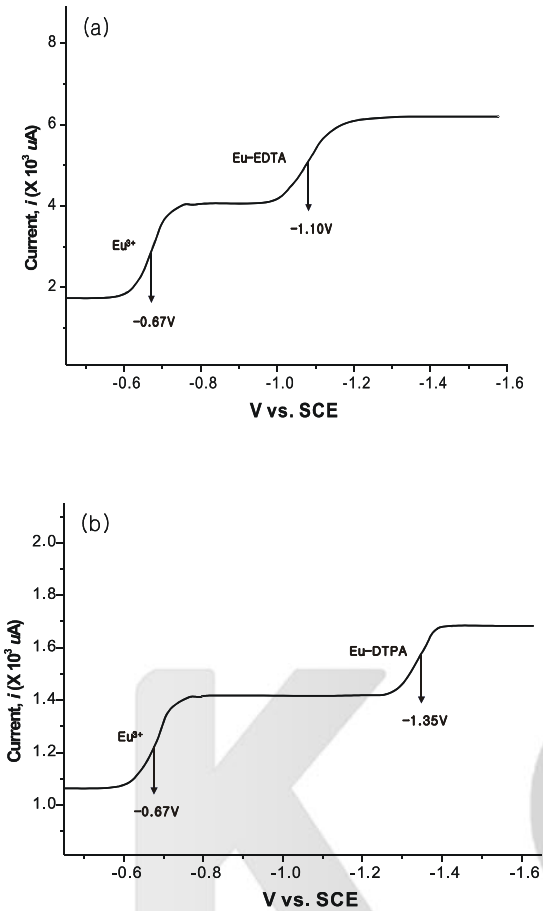 (a)
8
6
4
2
Current, i (X 10³ uA)
Eu-EDTA
-1.10V
Eu³⁺
-0.67V
-0.6 -0.8 -1.0 -1.2 -1.4 -1.6
V vs. SCE
(b)
2.0
1.8
1.6
1.4
1.2
1.0
Current, i (X 10³ uA)
Eu-DTPA
-1.35V
Eu³⁺
-0.67V
-0.6 -0.8 -1.0 -1.2 -1.4 -1.6
V vs. SCE